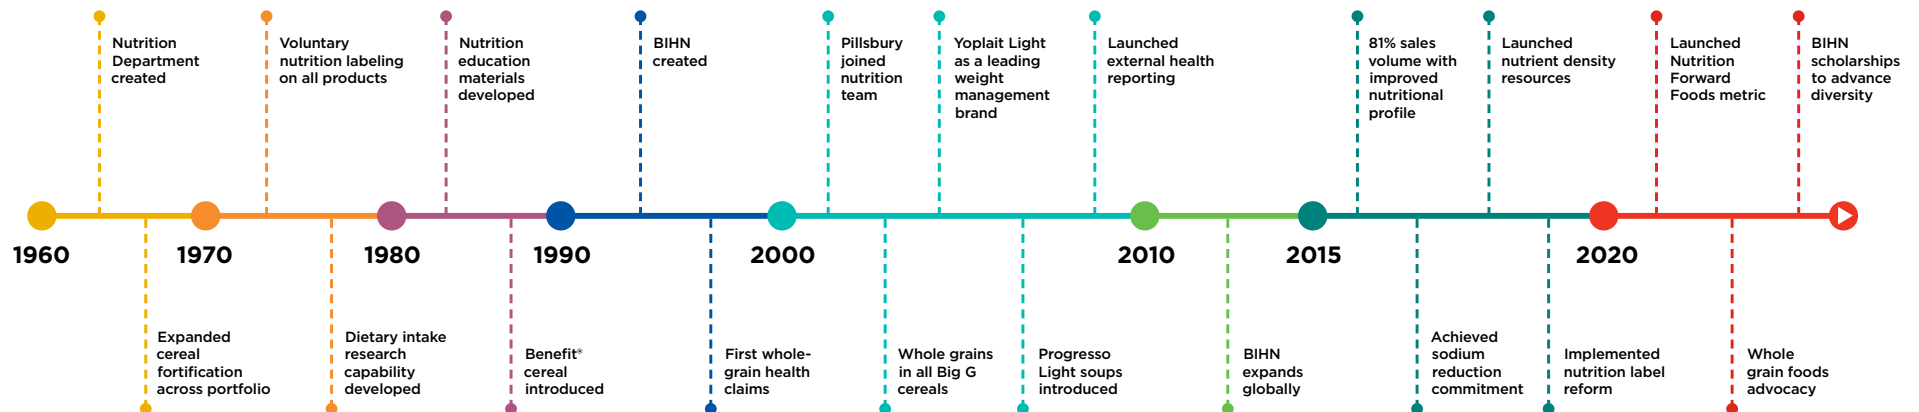 Nutrition
Department
created
Voluntary
nutrition labeling
on all products
Nutrition
education
materials
developed
BIHN
created
Pillsbury
joined
nutrition
team
Yoplait Light
as a leading
weight
management
brand
Launched
external health
reporting
81% sales
volume with
improved
nutritional
profile
Launched
nutrient density
resources
Launched
Nutrition
Forward
Foods metric
BIHN
scholarships
to advance
diversity
1960
1970
1980
1990
2000
2010
2015
2020
Expanded
cereal
fortification
across portfolio
Dietary intake
research
capability
developed
Benefit®
cereal
introduced
First whole-
grain health
claims
Whole grains
in all Big G
cereals
Progresso
Light soups
introduced
BIHN
expands
globally
Achieved
sodium
reduction
commitment
Implemented
nutrition label
reform
Whole
grain foods
advocacy